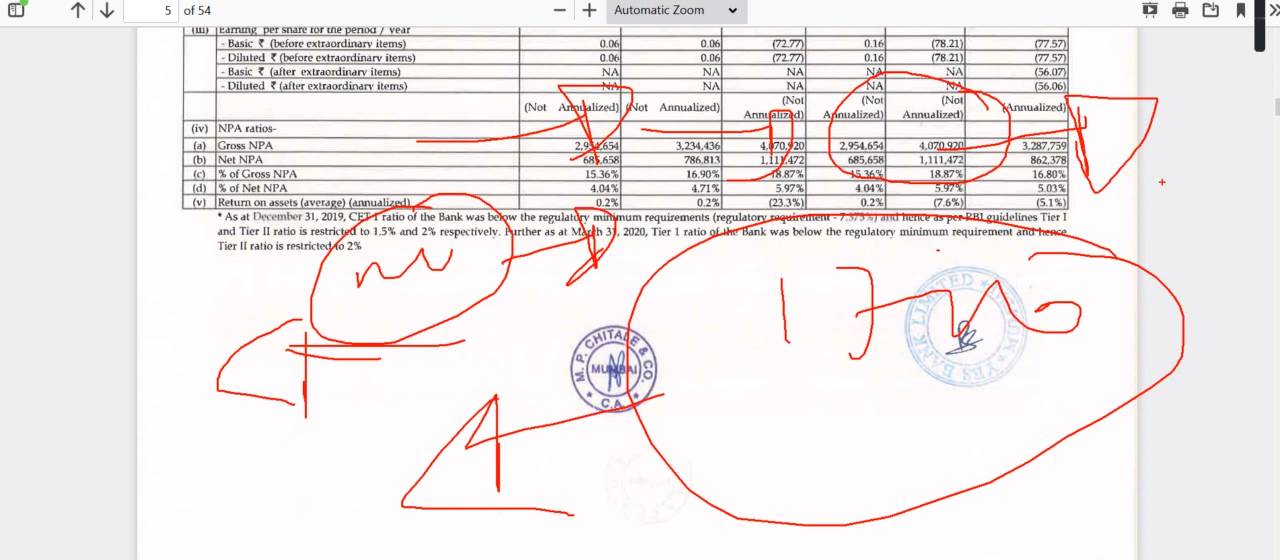 5 of 54 Automatic Zoom
(iii) Earning per share for the period / year
- Basic ₹ (before extraordinary items) 0.06 0.06 (72.77) 0.16 (78.21) (77.57)
- Diluted ₹ (before extraordinary items) 0.06 0.06 (72.77) 0.16 (78.21) (77.57)
- Basic ₹ (after extraordinary items) NA NA NA NA NA (56.07)
- Diluted ₹ (after extraordinary items) NA NA NA NA NA (56.06)
(Not Annualized) (Not Annualized) (Not Annualized) (Not Annualized) (Not Annualized) (Annualized)
(iv) NPA ratios-
(a) Gross NPA 2,954,654 3,234,436 4,070,920 2,954,654 4,070,920 3,287,759
(b) Net NPA 685,658 786,813 1,111,472 685,658 1,111,472 862,378
(c) % of Gross NPA 15.36% 16.90% 18.87% 15.36% 18.87% 16.80%
(d) % of Net NPA 4.04% 4.71% 5.97% 4.04% 5.97% 5.03%
(v) Return on assets (average) (annualized) 0.2% 0.2% (23.3%) 0.2% (7.6%) (5.1%)
* As at December 31, 2019, CET-1 ratio of the Bank was below the regulatory minimum requirements (regulatory requirement - 7.375%) and hence as per RBI guidelines Tier I
and Tier II ratio is restricted to 1.5% and 2% respectively. Further as at March 31, 2020, Tier 1 ratio of the Bank was below the regulatory minimum requirement and hence
Tier II ratio is restricted to 2%
M. P. CHITALE & CO.
MUMBAI
C.A.
YES BANK LIMITED